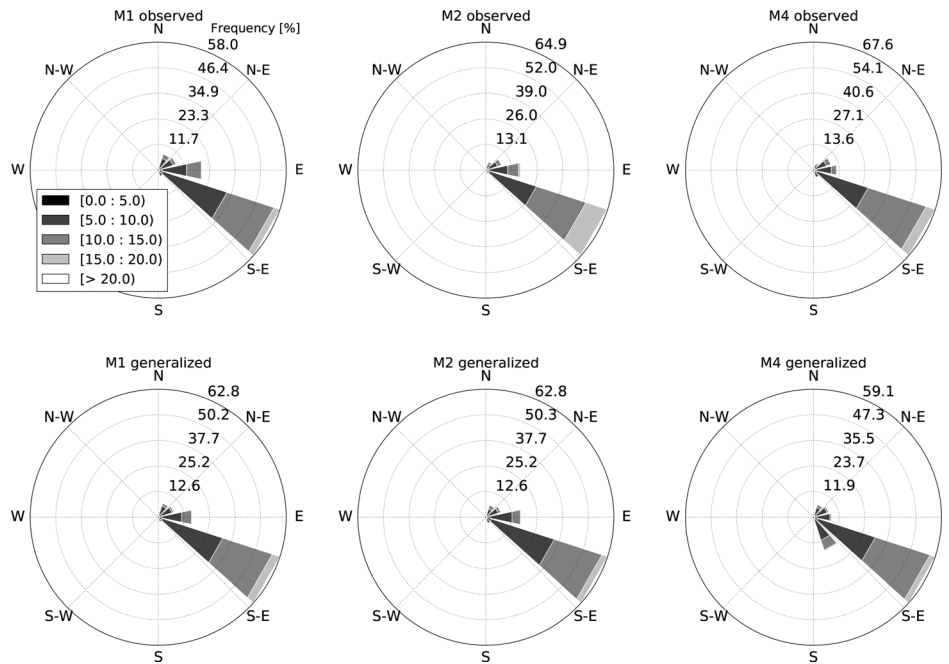 M1 observed
N
Frequency [%]
58.0
46.4
34.9
23.3
11.7
N-W
N-E
W
E
S-E
S
[0.0 : 5.0)
[5.0 : 10.0)
[10.0 : 15.0)
[15.0 : 20.0)
[> 20.0)
M2 observed
N
64.9
52.0
39.0
26.0
13.1
N-W
N-E
W
E
S-W
S-E
S
M4 observed
N
67.6
54.1
40.6
27.1
13.6
N-W
N-E
W
E
S-W
S-E
S
M1 generalized
N
62.8
50.2
37.7
25.2
12.6
N-W
N-E
W
E
S-W
S-E
S
M2 generalized
N
62.8
50.3
37.7
25.2
12.6
N-W
N-E
W
E
S-W
S-E
S
M4 generalized
N
59.1
47.3
35.5
23.7
11.9
N-W
N-E
W
E
S-W
S-E
S